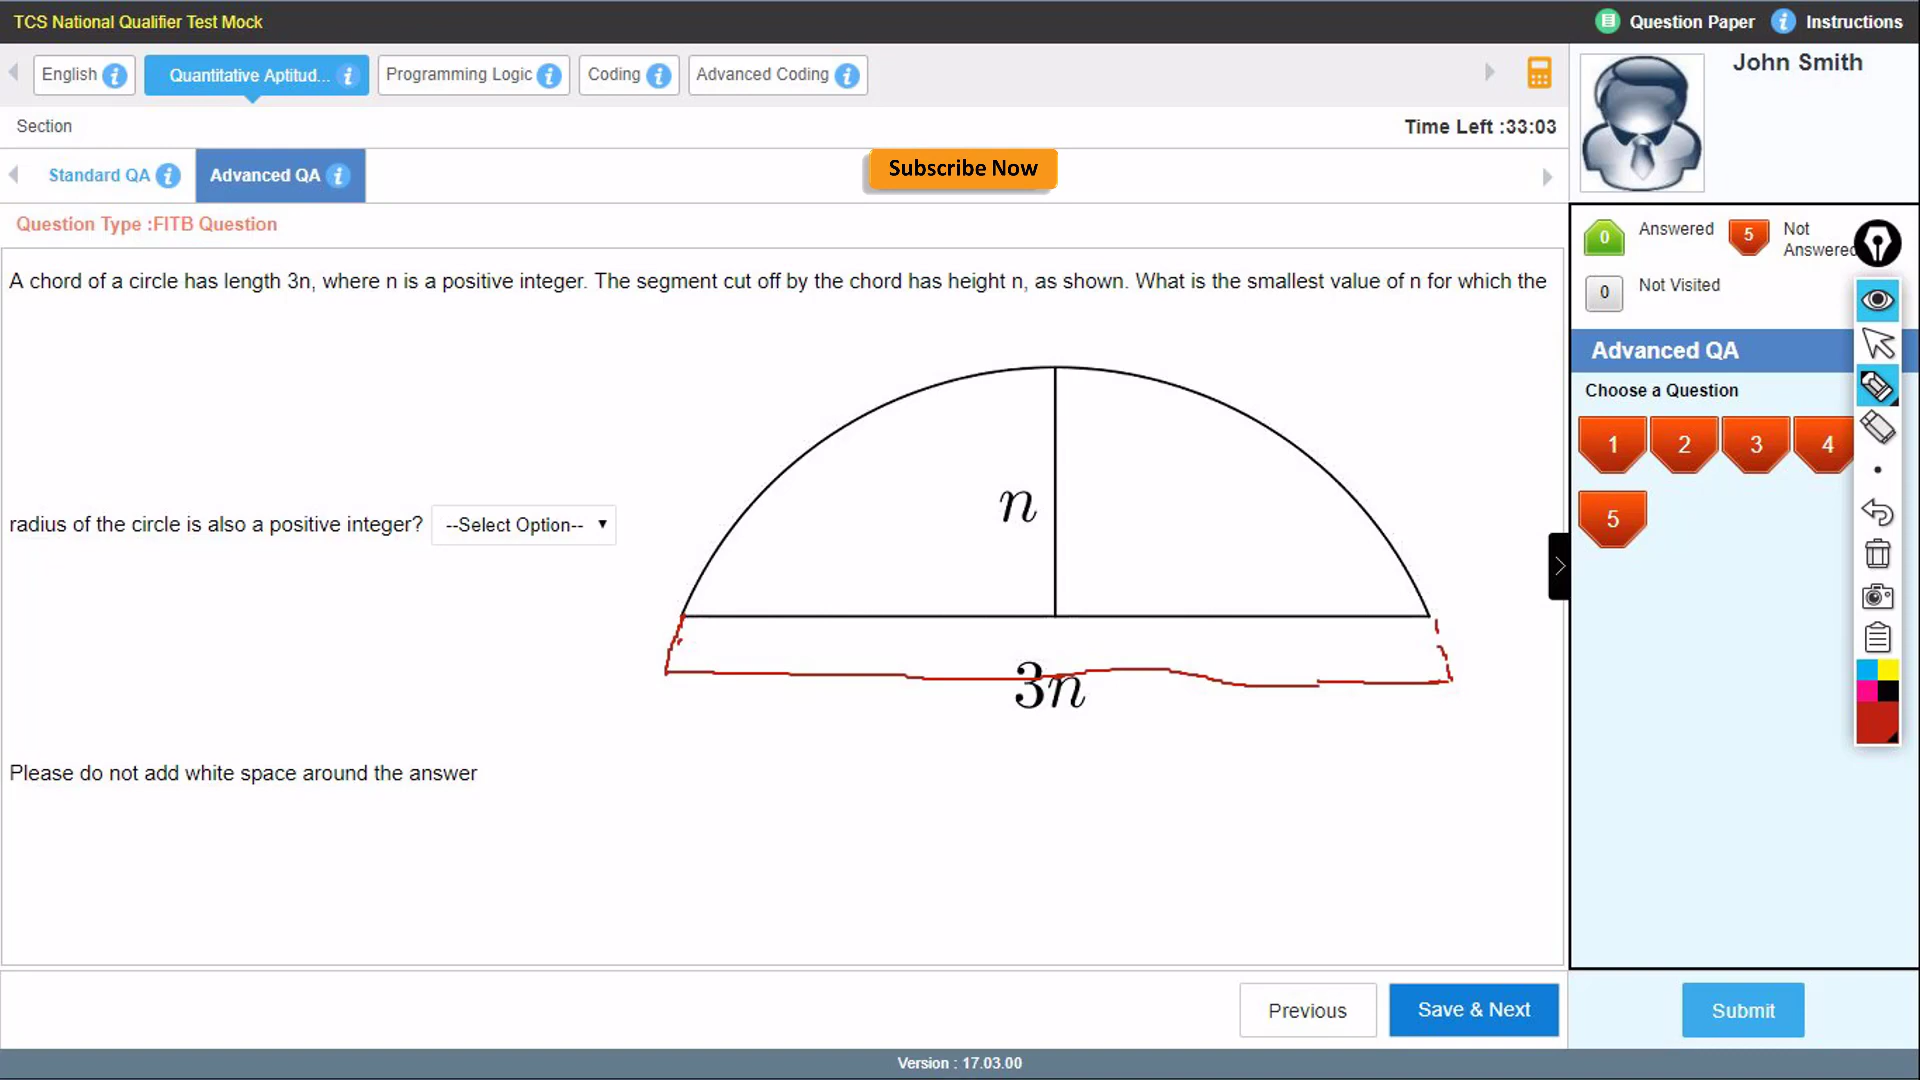 TCS National Qualifier Test Mock
Question Paper
Instructions
English
Quantitative Aptitud...
Programming Logic
Coding
Advanced Coding
John Smith
Section
Time Left :33:03
Standard QA
Advanced QA
Subscribe Now
Question Type :FITB Question
0 Answered
5 Not Answered
0 Not Visited
A chord of a circle has length 3n, where n is a positive integer. The segment cut off by the chord has height n, as shown. What is the smallest value of n for which the
n
radius of the circle is also a positive integer? --Select Option--
3n
Please do not add white space around the answer
Advanced QA
Choose a Question
1 2 3 4
5
Previous
Save & Next
Submit
Version : 17.03.00